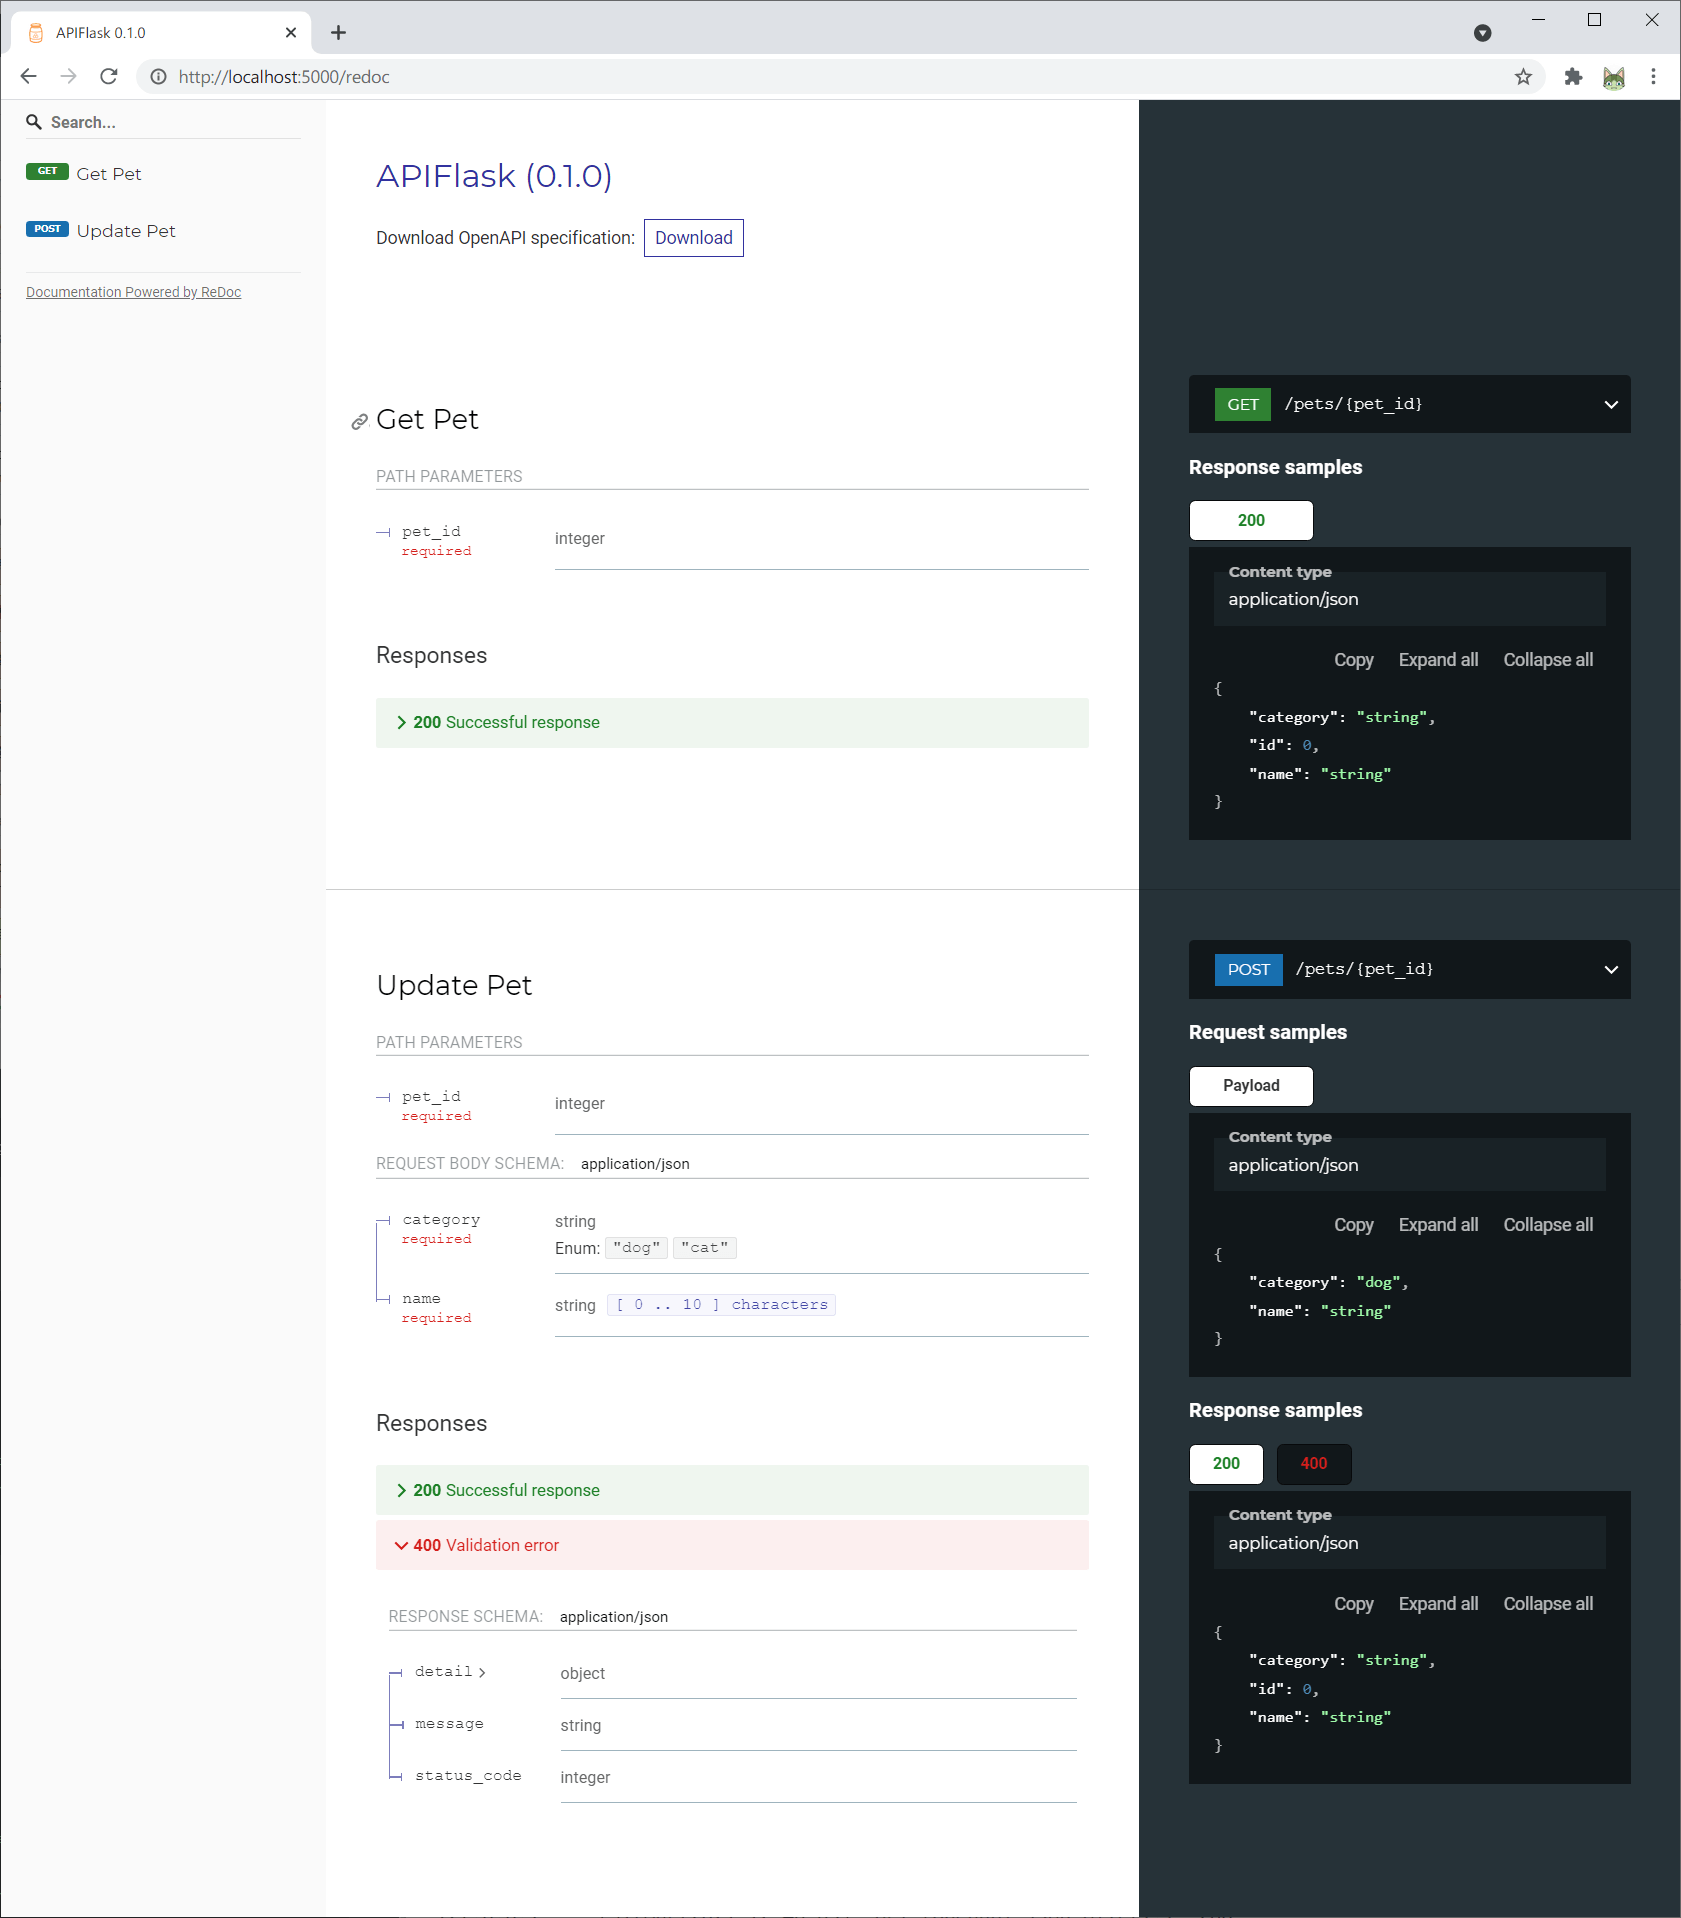 APIFlask 0.1.0
http://localhost:5000/redoc
Search...
GET Get Pet
POST Update Pet
Documentation Powered by ReDoc
APIFlask (0.1.0)
Download OpenAPI specification: Download
Get Pet
PATH PARAMETERS
pet_id
required
integer
Responses
200 Successful response
GET /pets/{pet_id}
Response samples
200
Content type
application/json
Copy Expand all Collapse all
{
"category": "string",
"id": 0,
"name": "string"
}
Update Pet
PATH PARAMETERS
pet_id
required
integer
REQUEST BODY SCHEMA: application/json
category
required
string
Enum: "dog" "cat"
name
required
string [ 0 .. 10 ] characters
Responses
200 Successful response
400 Validation error
RESPONSE SCHEMA: application/json
detail object
message string
status_code integer
POST /pets/{pet_id}
Request samples
Payload
Content type
application/json
Copy Expand all Collapse all
{
"category": "dog",
"name": "string"
}
Response samples
200 400
Content type
application/json
Copy Expand all Collapse all
{
"category": "string",
"id": 0,
"name": "string"
}